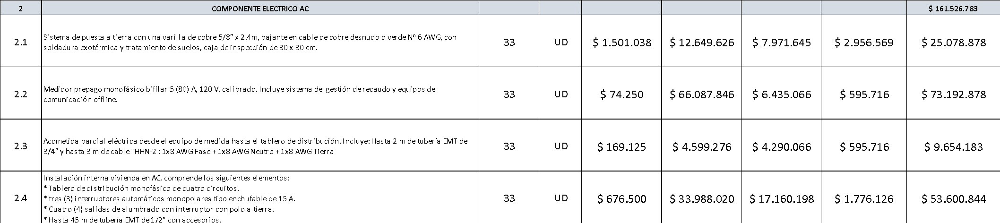 2 COMPONENTE ELECTRICO AC $ 161.526.783
2.1 Sistema de puesta a tierra con una varilla de cobre 5/8" x 2,4m, bajante en cable de cobre desnudo o verde Nº 6 AWG, con
soldadura exotérmica y tratamiento de suelos, caja de inspección de 30 x 30 cm.
33 UD $ 1.501.038 $ 12.649.626 $ 7.971.645 $ 2.956.569 $ 25.078.878
2.2 Medidor prepago monofásico bifilar 5 (80) A, 120 V, calibrado. Incluye sistema de gestión de recaudo y equipos de
comunicación offline.
33 UD $ 74.250 $ 66.087.846 $ 6.435.066 $ 595.716 $ 73.192.878
2.3 Acometida parcial eléctrica desde el equipo de medida hasta el tablero de distribución. Incluye: Hasta 2 m de tubería EMT de
3/4" y hasta 3 m de cable THHN-2 : 1x8 AWG Fase + 1x8 AWG Neutro + 1x8 AWG Tierra
33 UD $ 169.125 $ 4.599.276 $ 4.290.066 $ 595.716 $ 9.654.183
2.4 Instalación interna vivienda en AC, comprende los siguientes elementos:
* Tablero de distribución monofásico de cuatro circuitos.
* tres (3) interruptores automáticos monopolares tipo enchufable de 15 A.
* Cuatro (4) salidas de alumbrado con interruptor con polo a tierra.
* Hasta 45 m de tubería EMT de 1/2" con accesorios.
33 UD $ 676.500 $ 33.988.020 $ 17.160.198 $ 1.776.126 $ 53.600.844